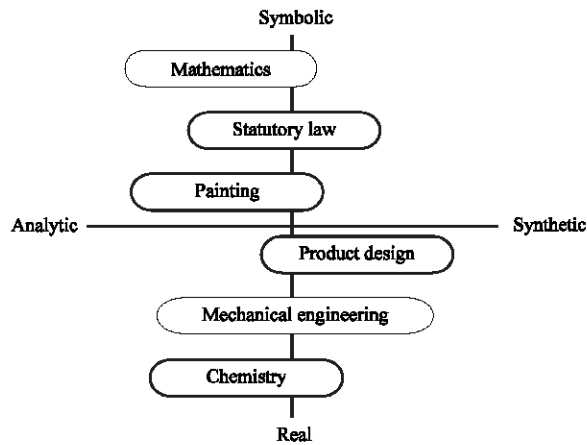 Symbolic
Mathematics
Statutory law
Painting
Analytic
Synthetic
Product design
Mechanical engineering
Chemistry
Real